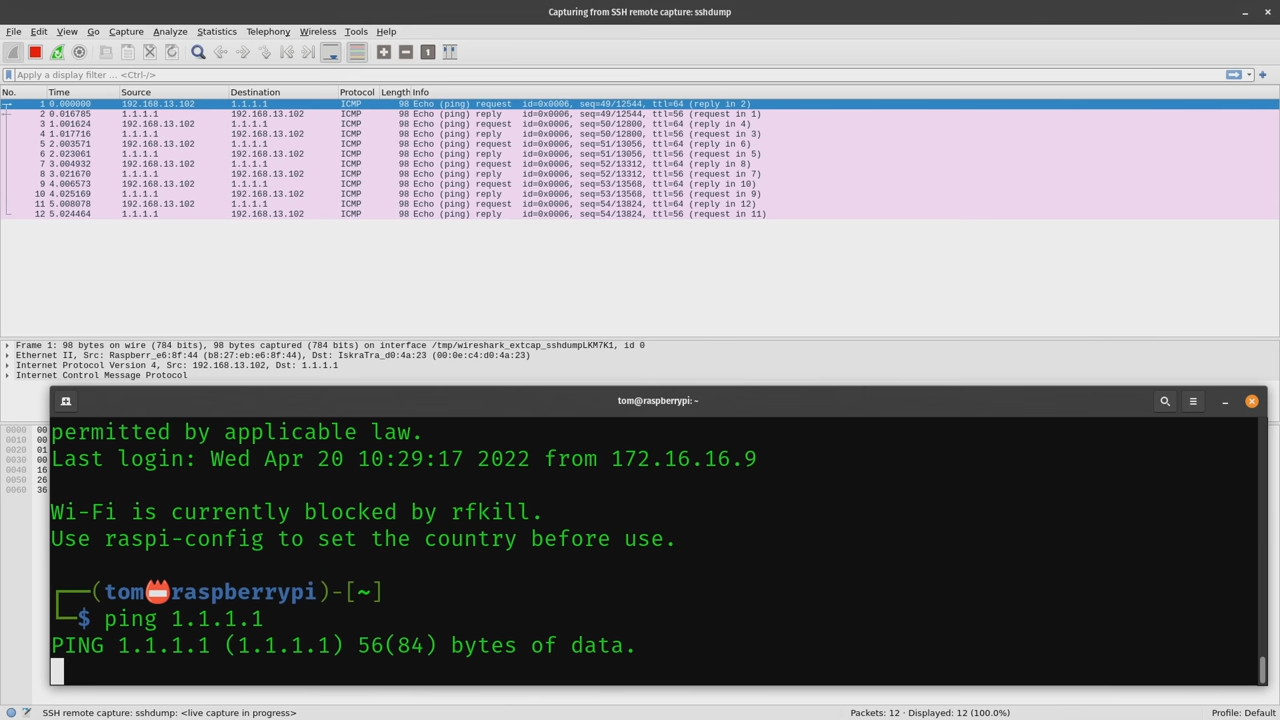 Capturing from SSH remote capture: sshdump
File Edit View Go Capture Analyze Statistics Telephony Wireless Tools Help
Apply a display filter ... <Ctrl-/>
No. Time Source Destination Protocol Length Info
1 0.000000 192.168.13.102 1.1.1.1 ICMP 98 Echo (ping) request id=0x0006, seq=49/12544, ttl=64 (reply in 2)
2 0.016785 1.1.1.1 192.168.13.102 ICMP 98 Echo (ping) reply id=0x0006, seq=49/12544, ttl=56 (request in 1)
3 1.001624 192.168.13.102 1.1.1.1 ICMP 98 Echo (ping) request id=0x0006, seq=50/12800, ttl=64 (reply in 4)
4 1.017716 1.1.1.1 192.168.13.102 ICMP 98 Echo (ping) reply id=0x0006, seq=50/12800, ttl=56 (request in 3)
5 2.003571 192.168.13.102 1.1.1.1 ICMP 98 Echo (ping) request id=0x0006, seq=51/13056, ttl=64 (reply in 6)
6 2.023061 1.1.1.1 192.168.13.102 ICMP 98 Echo (ping) reply id=0x0006, seq=51/13056, ttl=56 (request in 5)
7 3.004932 192.168.13.102 1.1.1.1 ICMP 98 Echo (ping) request id=0x0006, seq=52/13312, ttl=64 (reply in 8)
8 3.021670 1.1.1.1 192.168.13.102 ICMP 98 Echo (ping) reply id=0x0006, seq=52/13312, ttl=56 (request in 7)
9 4.006573 192.168.13.102 1.1.1.1 ICMP 98 Echo (ping) request id=0x0006, seq=53/13568, ttl=64 (reply in 10)
10 4.025169 1.1.1.1 192.168.13.102 ICMP 98 Echo (ping) reply id=0x0006, seq=53/13568, ttl=56 (request in 9)
11 5.008078 192.168.13.102 1.1.1.1 ICMP 98 Echo (ping) request id=0x0006, seq=54/13824, ttl=64 (reply in 12)
12 5.024464 1.1.1.1 192.168.13.102 ICMP 98 Echo (ping) reply id=0x0006, seq=54/13824, ttl=56 (request in 11)
Frame 1: 98 bytes on wire (784 bits), 98 bytes captured (784 bits) on interface /tmp/wireshark_extcap_sshdumpLKM7K1, id 0
Ethernet II, Src: Raspberr_e6:8f:44 (b8:27:eb:e6:8f:44), Dst: IskraTra_d0:4a:23 (00:0e:c4:d0:4a:23)
Internet Protocol Version 4, Src: 192.168.13.102, Dst: 1.1.1.1
Internet Control Message Protocol
0000 00
0010 00
0020 01
0030 00
0040 16
0050 26
0060 36
tom@raspberrypi: ~
permitted by applicable law.
Last login: Wed Apr 20 10:29:17 2022 from 172.16.16.9
Wi-Fi is currently blocked by rfkill.
Use raspi-config to set the country before use.
┌──(tom📛raspberrypi)-[~]
└─$ ping 1.1.1.1
PING 1.1.1.1 (1.1.1.1) 56(84) bytes of data.
SSH remote capture: sshdump: <live capture in progress> Packets: 12 · Displayed: 12 (100.0%) Profile: Default